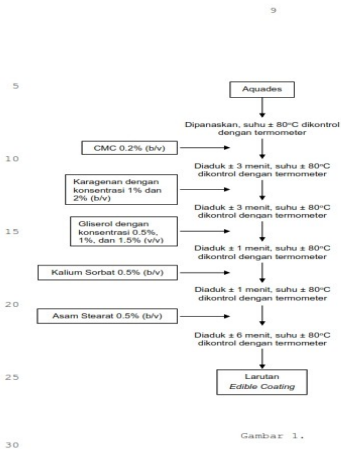 9
5
Aquades
Dipanaskan, suhu ± 80°C dikontrol
dengan termometer
CMC 0.2% (b/v)
10
Diaduk ± 3 menit, suhu ± 80°C
dikontrol dengan termometer
Karagenan dengan
konsentrasi 1% dan
2% (b/v)
Diaduk ± 3 menit, suhu ± 80°C
dikontrol dengan termometer
Gliserol dengan
konsentrasi 0.5%,
1%, dan 1.5% (v/v)
15
Diaduk ± 1 menit, suhu ± 80°C
dikontrol dengan termometer
Kalium Sorbat 0.5% (b/v)
Diaduk ± 1 menit, suhu ± 80°C
dikontrol dengan termometer
20
Asam Stearat 0.5% (b/v)
Diaduk ± 6 menit, suhu ± 80°C
dikontrol dengan termometer
25
Larutan
Edible Coating
Gambar 1.
30